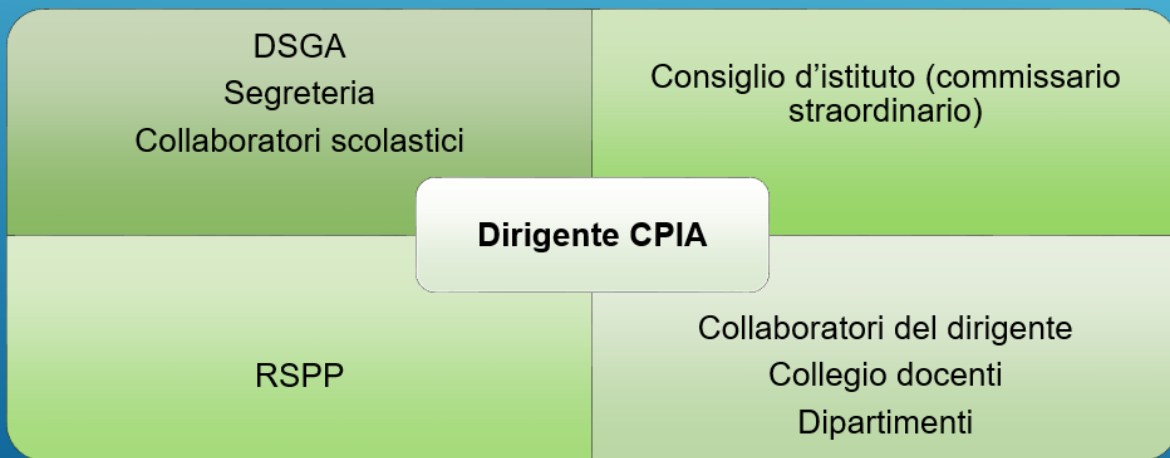 DSGA
Segreteria
Collaboratori scolastici
Consiglio d’istituto (commissario
straordinario)
Dirigente CPIA
RSPP
Collaboratori del dirigente
Collegio docenti
Dipartimenti